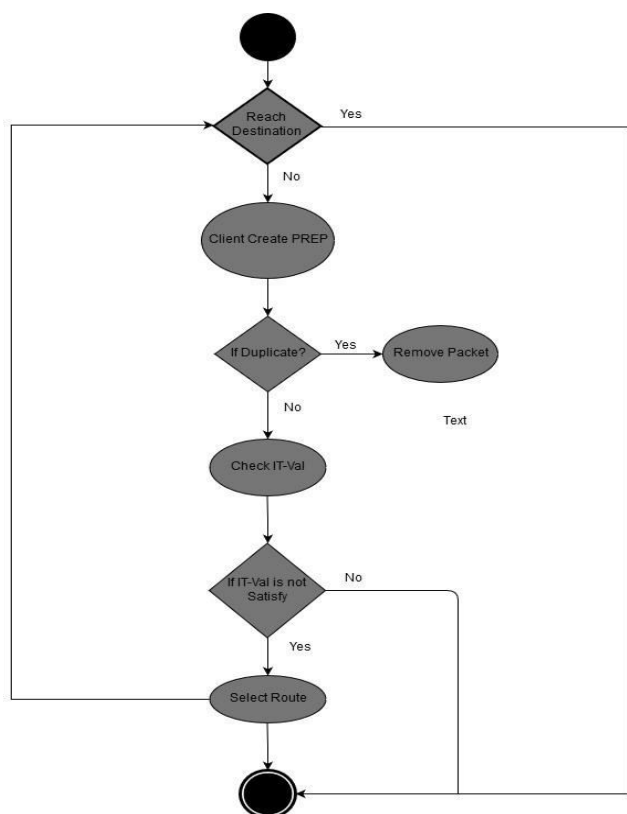 Reach
Destination
Yes
No
Client Create PREP
If Duplicate?
Yes
Remove Packet
No
Text
Check IT-Val
If IT-Val is not
Satisfy
No
Yes
Select Route